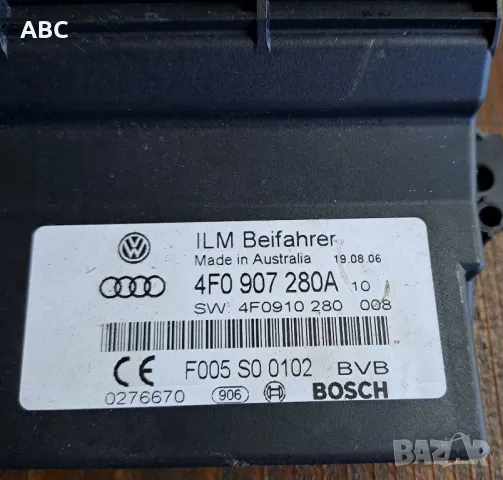 ABC
ILM Beifahrer
Made in Australia 19.08.06
4F0 907 280A 10
SW: 4F0910 280 008
CE F005 S0 0102 BVB
0276670 906 BOSCH
BAZAR